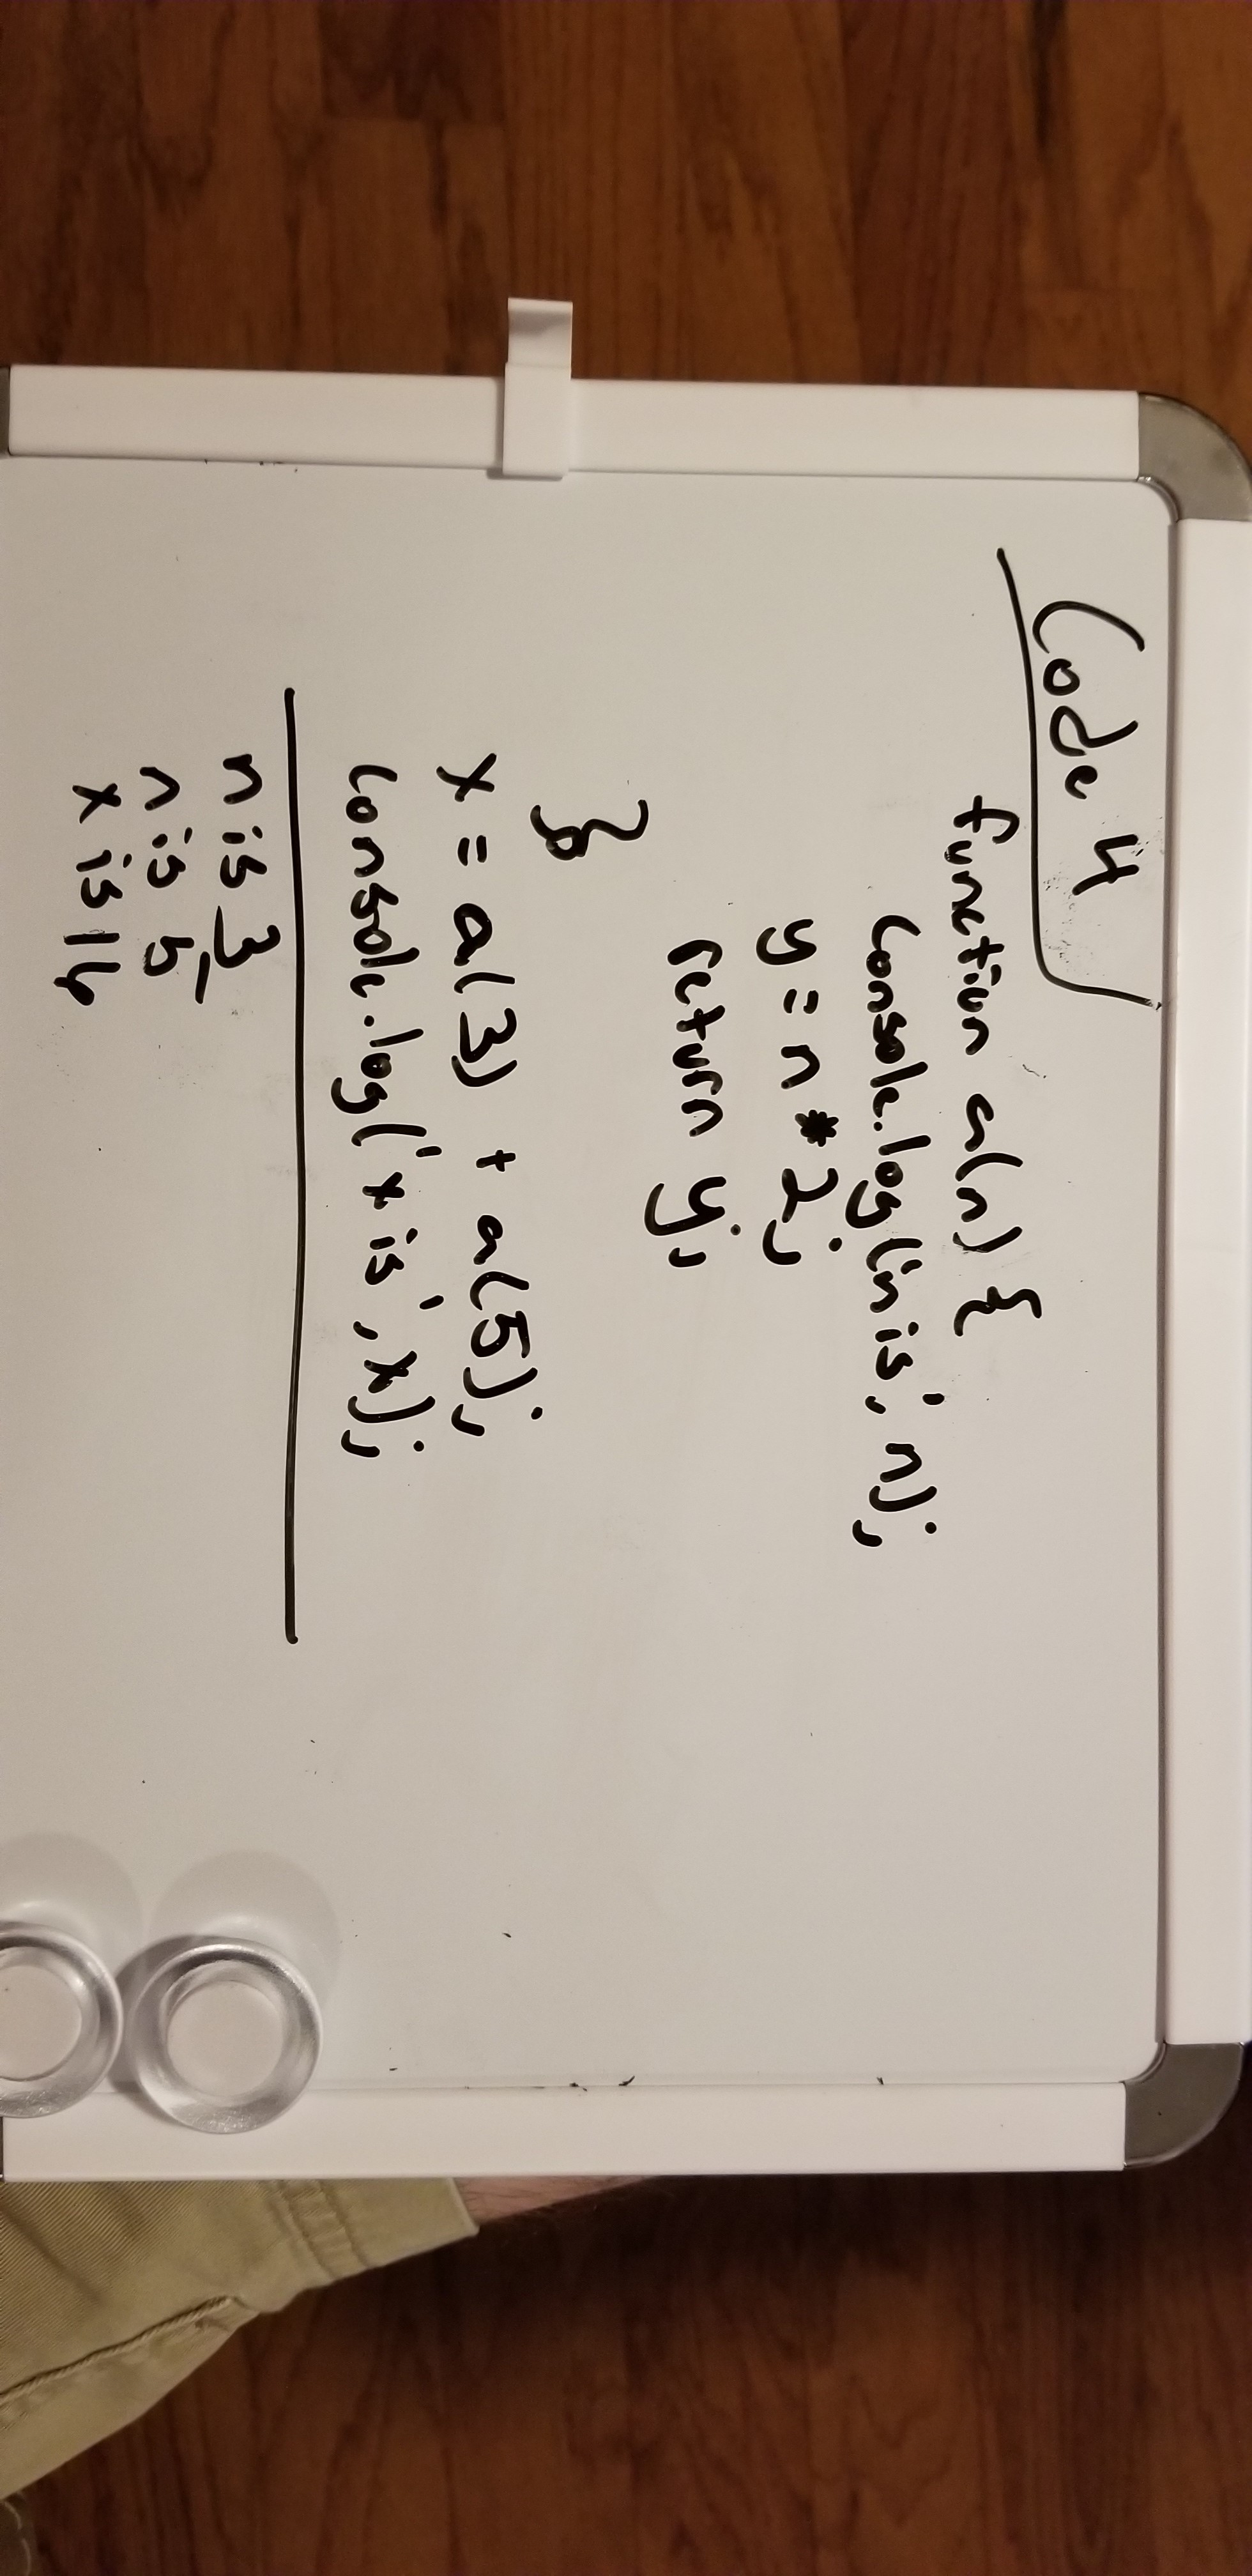 Code 4
function a(n) {
console.log('n is', n);
y = n * 2;
return y;
}
x = a(3) + a(5);
console.log('x is', x);
n is 3
n is 5
x is 16